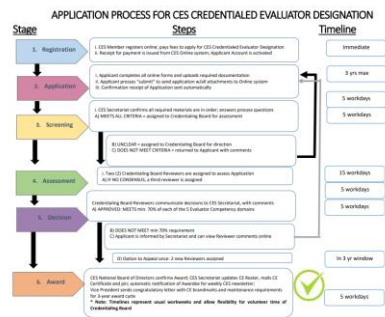 APPLICATION PROCESS FOR CES CREDENTIALED EVALUATOR DESIGNATION
Stage
Steps
Timeline
1. Registration
i. CES Member registers online; pays fees to apply for CES Credentialed Evaluator Designation
ii. Receipt for payment is issued from CES Online system; Applicant Account is activated
Immediate
2. Application
i. Applicant completes all online forms and uploads required documentation
ii. Applicant presses "submit" to send application w/all attachments to Online system
iii. Confirmation receipt of Application sent automatically
3 yrs max
5 workdays
3. Screening
i. CES Secretariat confirms all required materials are in order; answers process questions
A) MEETS ALL CRITERIA = assigned to Credentialing Board for assessment
5 workdays
B) UNCLEAR = assigned to Credentialing Board for direction
C) DOES NOT MEET CRITERIA = returned to Applicant with comments
4. Assessment
i. Two (2) Credentialing Board Reviewers are assigned to assess Application
A) IF NO CONSENSUS, a third reviewer is assigned
15 workdays
5 workdays
5. Decision
Credentialing Board Reviewers communicate decisions to CES Secretariat, with comments
A) APPROVED: MEETS min. 70% of each of the 5 Evaluator Competency domains
5 workdays
B) DOES NOT MEET min 70% requirement
C) Applicant is informed by Secretariat and can view Reviewer comments online
D) Option to Appeal once: 2 new Reviewers assigned
in 3 yr window
6. Award
CES National Board of Directors confirms Award; CES Secretariat updates CE Roster, mails CE
Certificate and pin; automatic notification of Awardee for weekly CES newsletter;
Vice President sends congratulatory letter with CE brandmarks and maintenance requirements
for 3-year award cycle
* Note: Timelines represent usual workweeks and allow flexibility for volunteer time of
Credentialing Board
5 workdays